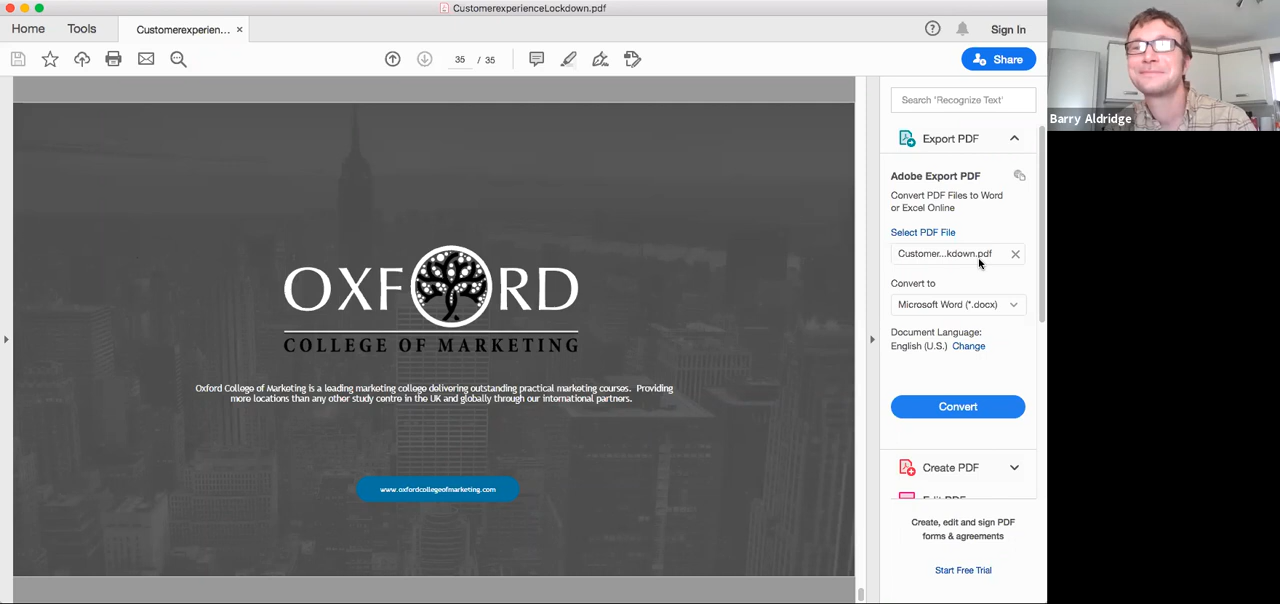 CustomerexperienceLockdown.pdf
Home
Tools
Customerexperien...
Sign In
35 / 35
Share
Barry Aldridge
Search 'Recognize Text'
Export PDF
Adobe Export PDF
Convert PDF Files to Word
or Excel Online
Select PDF File
Customer...kdown.pdf
Convert to
Microsoft Word (*.docx)
Document Language:
English (U.S.) Change
Convert
Create PDF
Edit PDF
Create, edit and sign PDF
forms & agreements
Start Free Trial
OXFORD
COLLEGE OF MARKETING
Oxford College of Marketing is a leading marketing college delivering outstanding practical marketing courses. Providing
more locations than any other study centre in the UK and globally through our international partners.
www.oxfordcollegeofmarketing.com